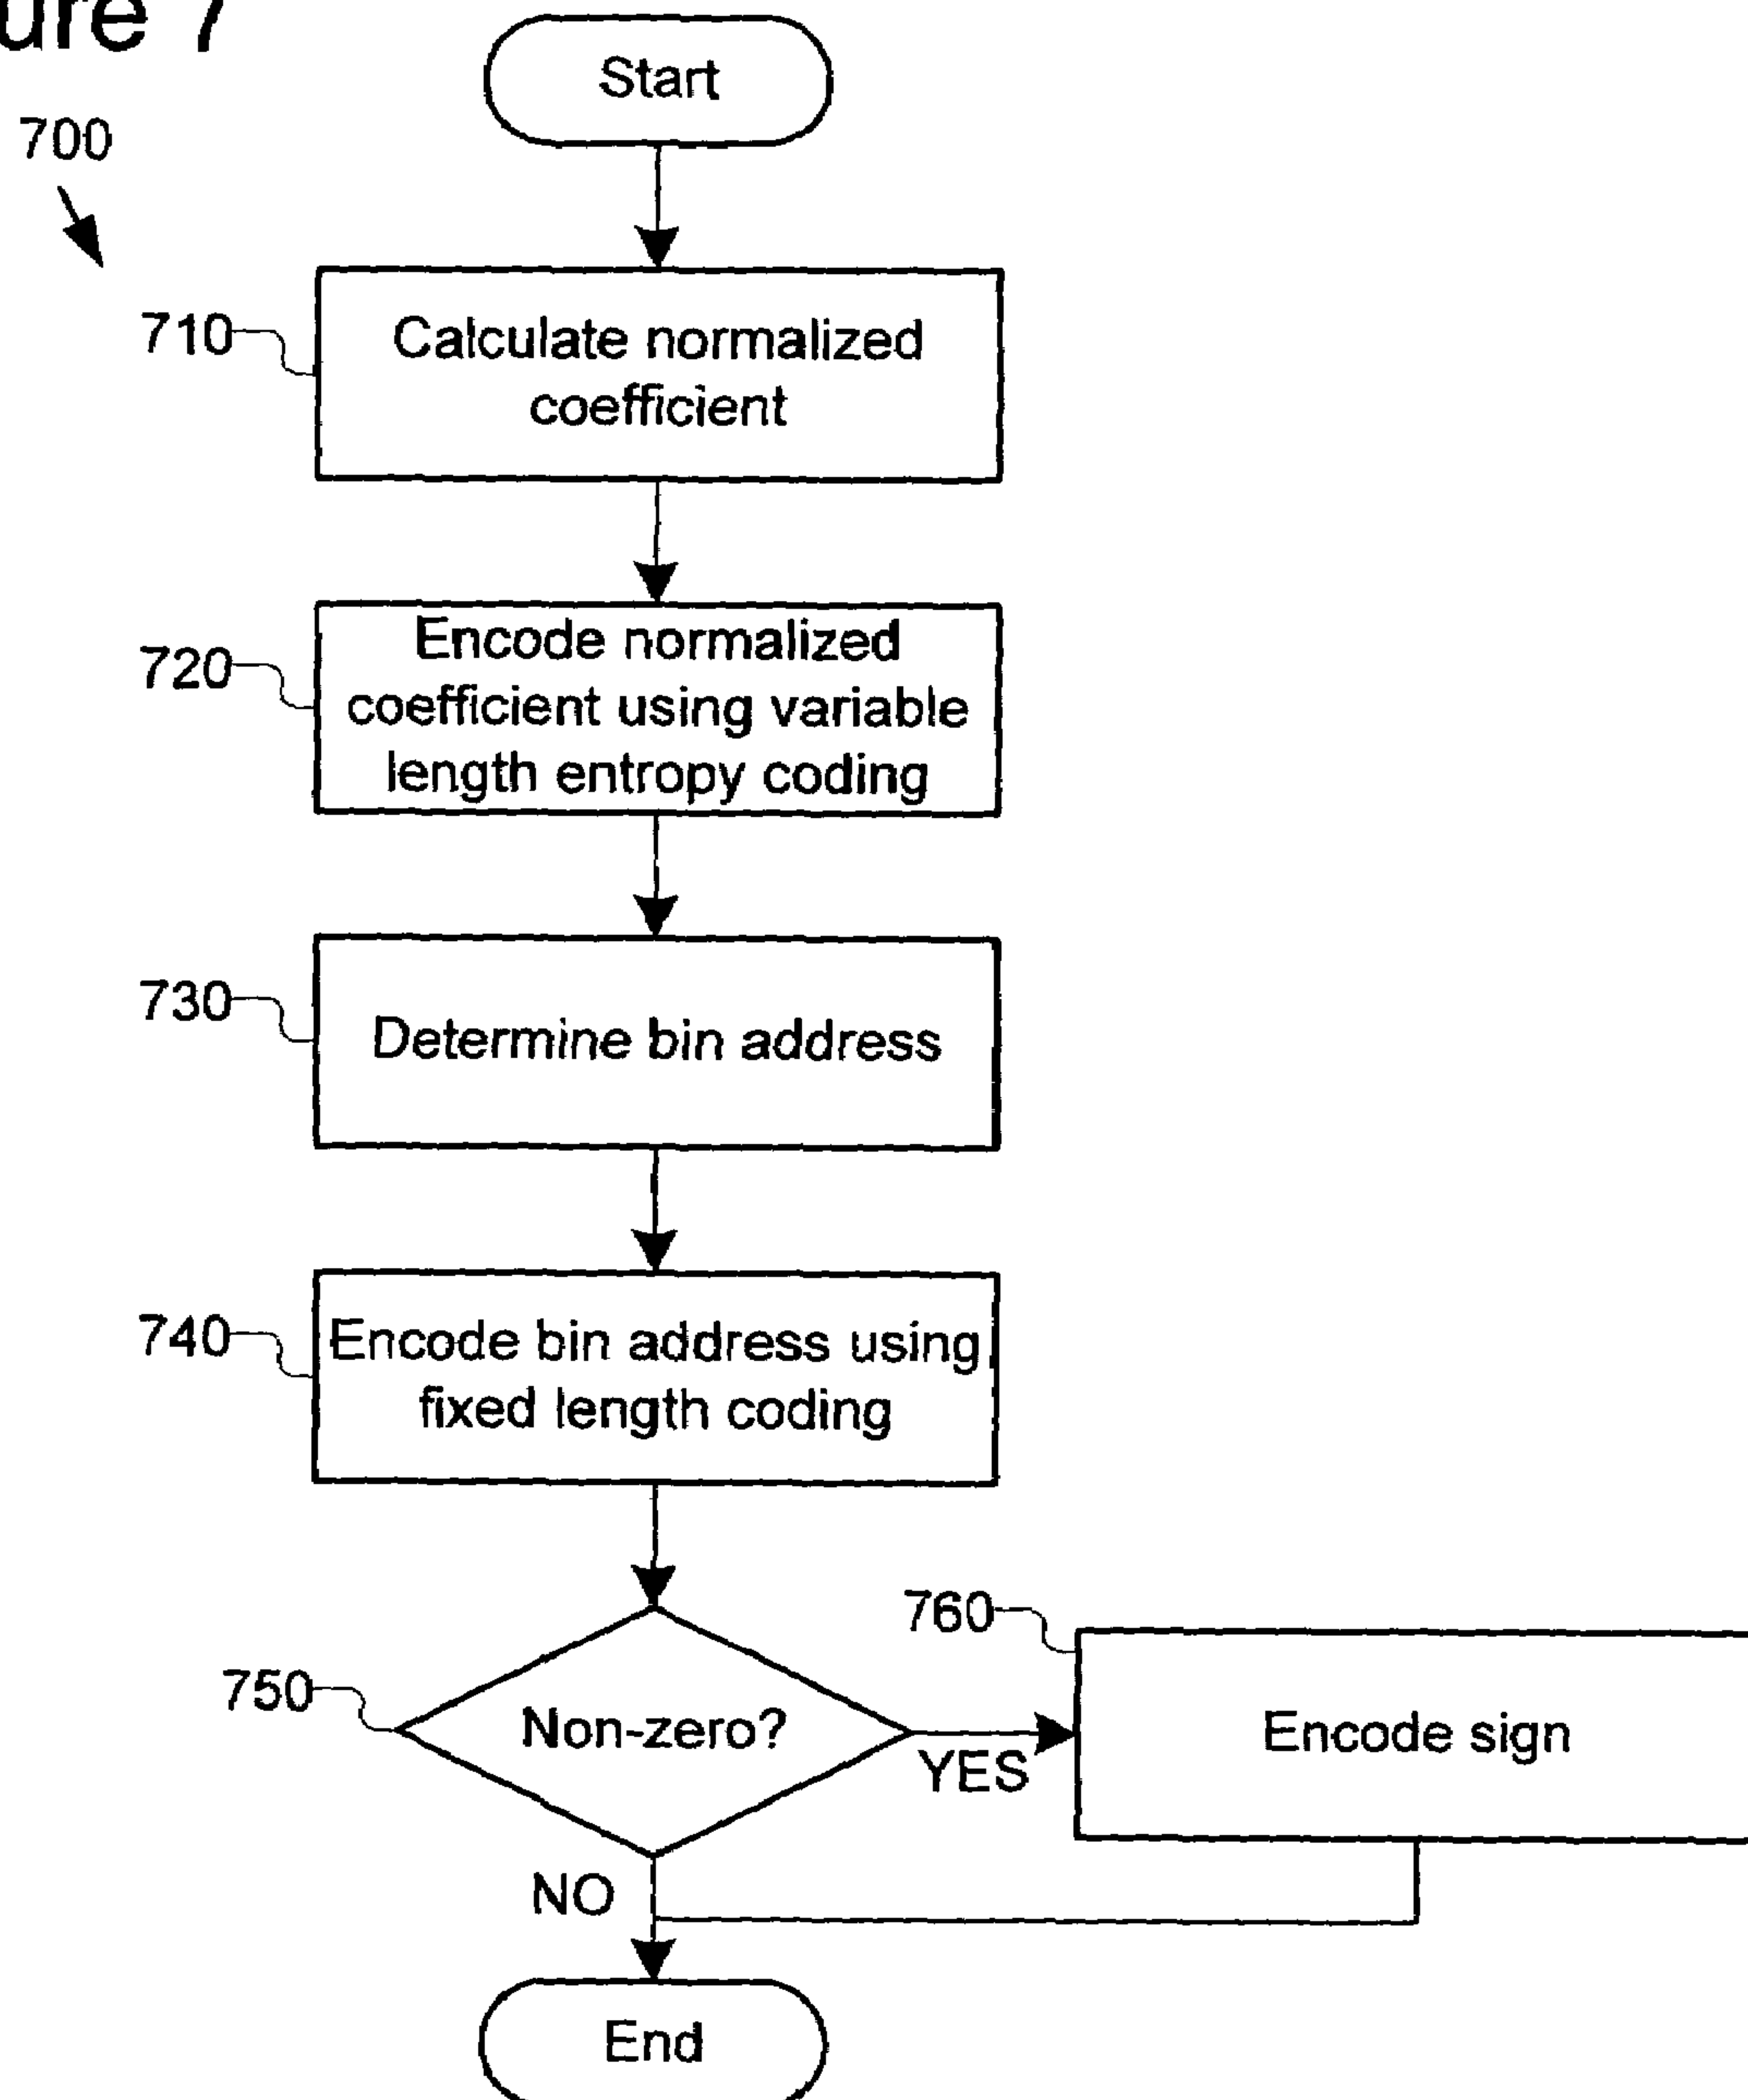 ure 7
Start
700
710
Calculate normalized
coefficient
720
Encode normalized
coefficient using variable
length entropy coding
730
Determine bin address
740
Encode bin address using
fixed length coding
760
750
Non-zero?
YES
Encode sign
NO
End